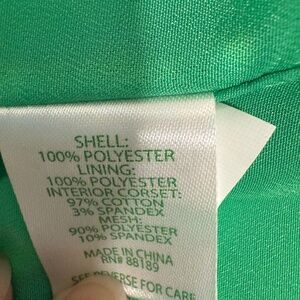 SHELL:
100% POLYESTER
LINING:
100% POLYESTER
INTERIOR CORSET:
97% COTTON
3% SPANDEX
MESH:
90% POLYESTER
10% SPANDEX
MADE IN CHINA
RN# 88189
SEE REVERSE FOR CARE